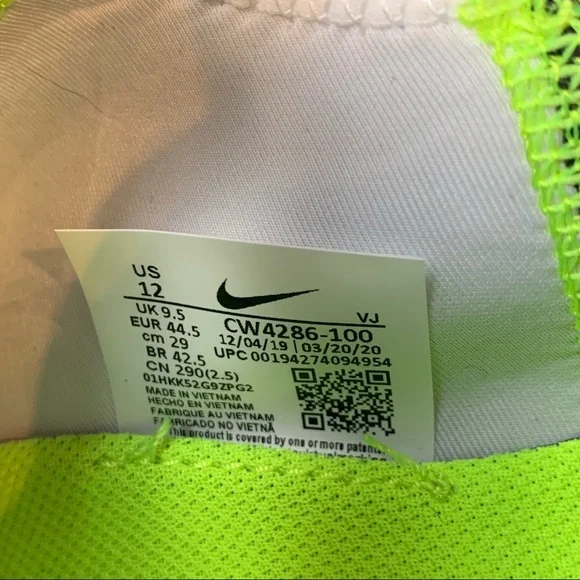 US
12
UK 9.5
EUR 44.5
cm 29
BR 42.5
CN 290(2.5)
VJ
CW4286-100
12/04/19 | 03/20/20
UPC 00194274094954
01HKK52G9ZPG2
MADE IN VIETNAM
HECHO EN VIETNAM
FABRIQUE AU VIETNAM
FABRICADO NO VIETNÃ
This product is covered by one or more patents